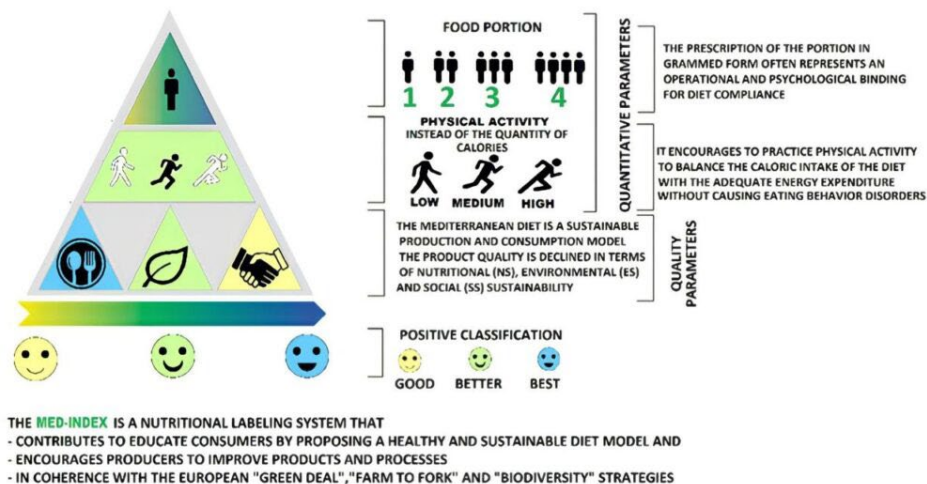 FOOD PORTION
1 2 3 4
PHYSICAL ACTIVITY
INSTEAD OF THE QUANTITY OF
CALORIES
LOW MEDIUM HIGH
QUANTITATIVE PARAMETERS
THE PRESCRIPTION OF THE PORTION IN
GRAMMED FORM OFTEN REPRESENTS AN
OPERATIONAL AND PSYCHOLOGICAL BINDING
FOR DIET COMPLIANCE
IT ENCOURAGES TO PRACTICE PHYSICAL ACTIVITY
TO BALANCE THE CALORIC INTAKE OF THE DIET
WITH THE ADEQUATE ENERGY EXPENDITURE
WITHOUT CAUSING EATING BEHAVIOR DISORDERS
THE MEDITERRANEAN DIET IS A SUSTAINABLE
PRODUCTION AND CONSUMPTION MODEL
THE PRODUCT QUALITY IS DECLINED IN TERMS
OF NUTRITIONAL (NS), ENVIRONMENTAL (ES)
AND SOCIAL (SS) SUSTAINABILITY
QUALITY
PARAMETERS
POSITIVE CLASSIFICATION
GOOD BETTER BEST
THE MED-INDEX IS A NUTRITIONAL LABELING SYSTEM THAT
- CONTRIBUTES TO EDUCATE CONSUMERS BY PROPOSING A HEALTHY AND SUSTAINABLE DIET MODEL AND
- ENCOURAGES PRODUCERS TO IMPROVE PRODUCTS AND PROCESSES
- IN COHERENCE WITH THE EUROPEAN "GREEN DEAL","FARM TO FORK" AND "BIODIVERSITY" STRATEGIES